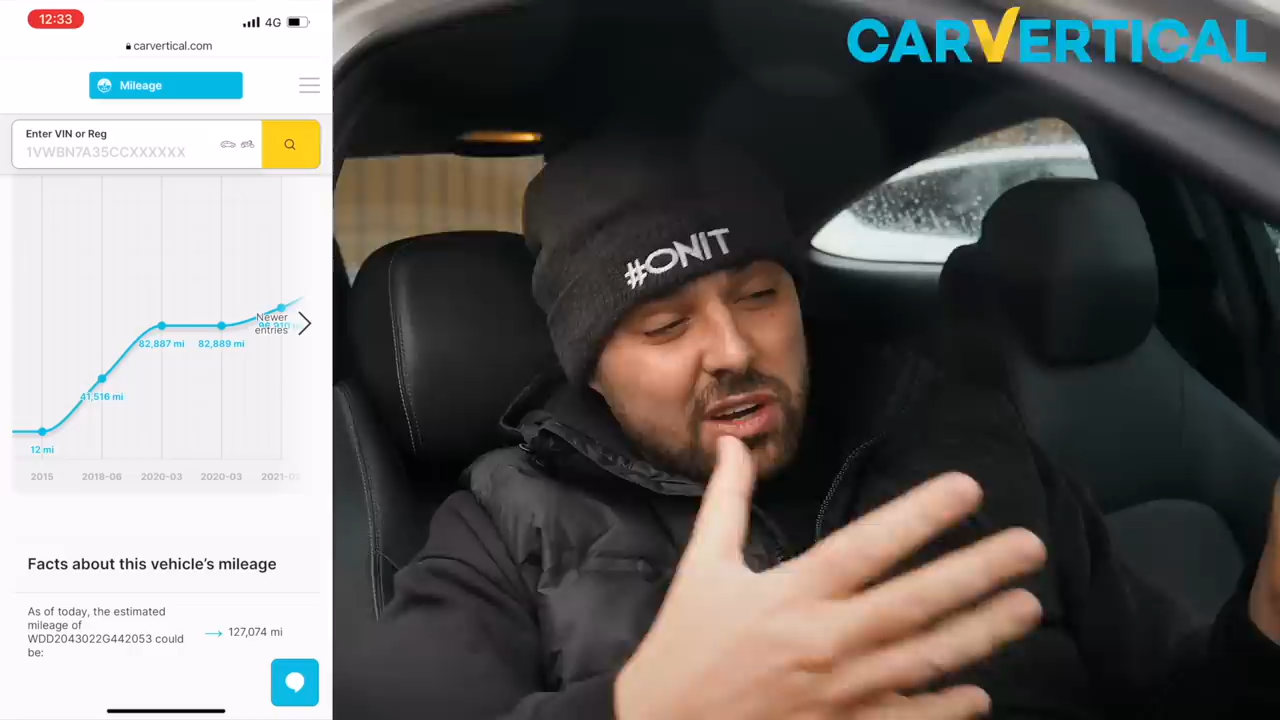 12:33
4G
carvertical.com
Mileage
Enter VIN or Reg
1VWBN7A35CCXXXXXX
Newer
entries
96,910
82,887 mi
82,889 mi
41,516 mi
12 mi
2015
2018-06
2020-03
2020-03
Facts about this vehicle's mileage
As of today, the estimated
mileage of
WDD2043022G442053 could
be:
127,074 mi
CARVERTICAL
#ONIT